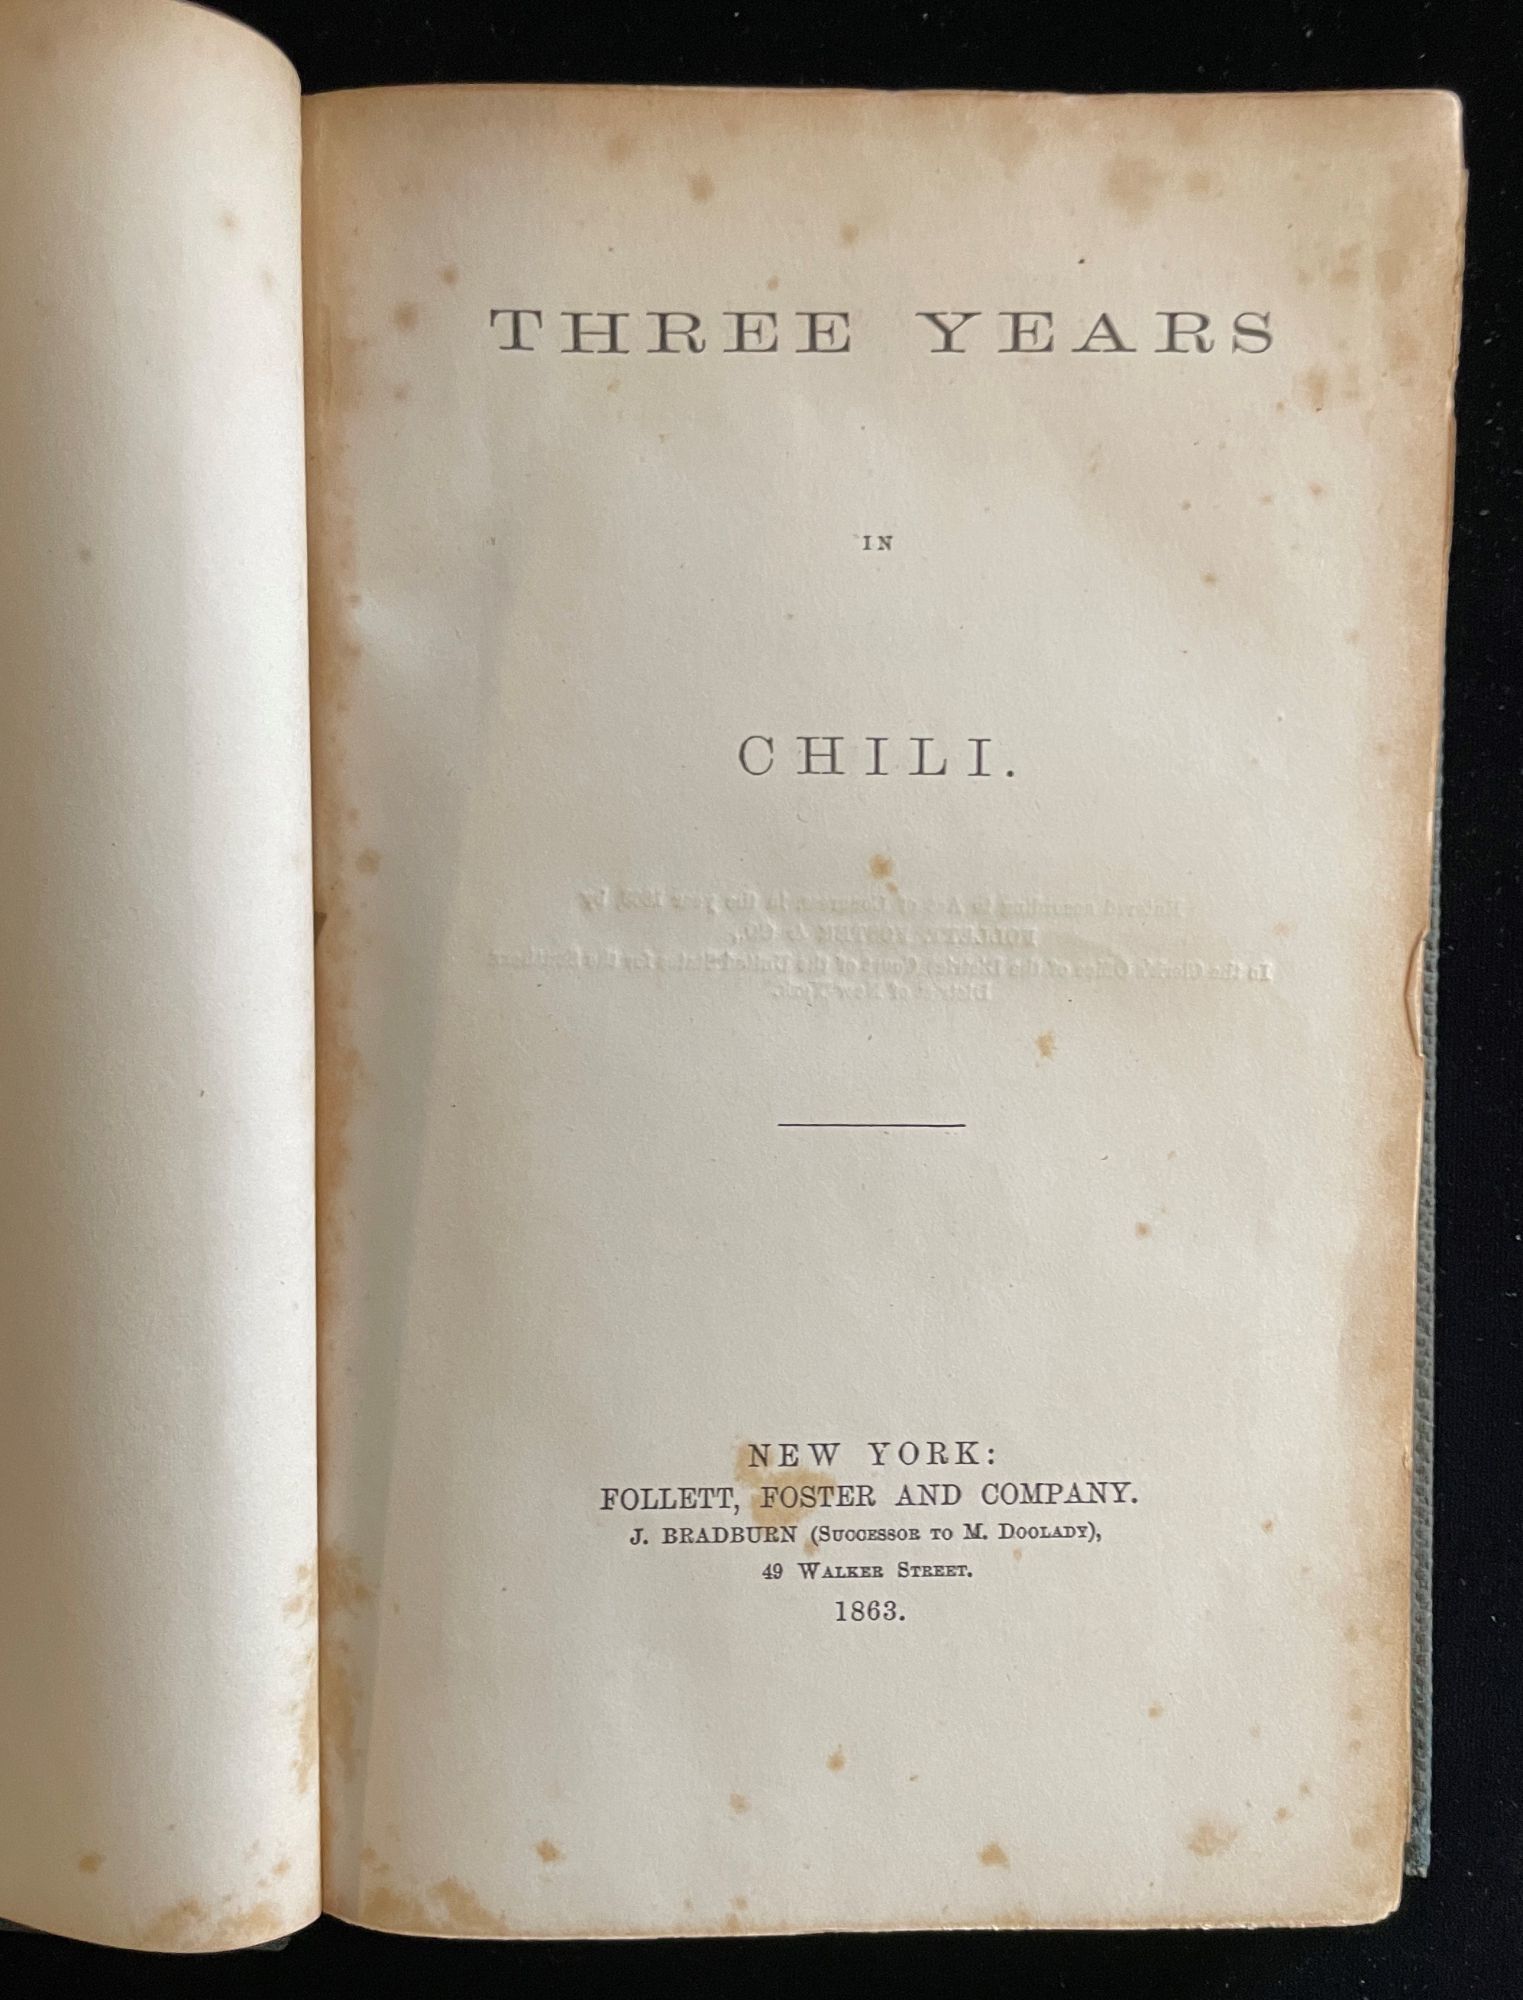 THREE YEARS
IN
CHILI.
NEW YORK:
FOLLETT, FOSTER AND COMPANY.
J. BRADBURN (SUCCESSOR TO M. DOOLADY),
49 WALKER STREET.
1863.